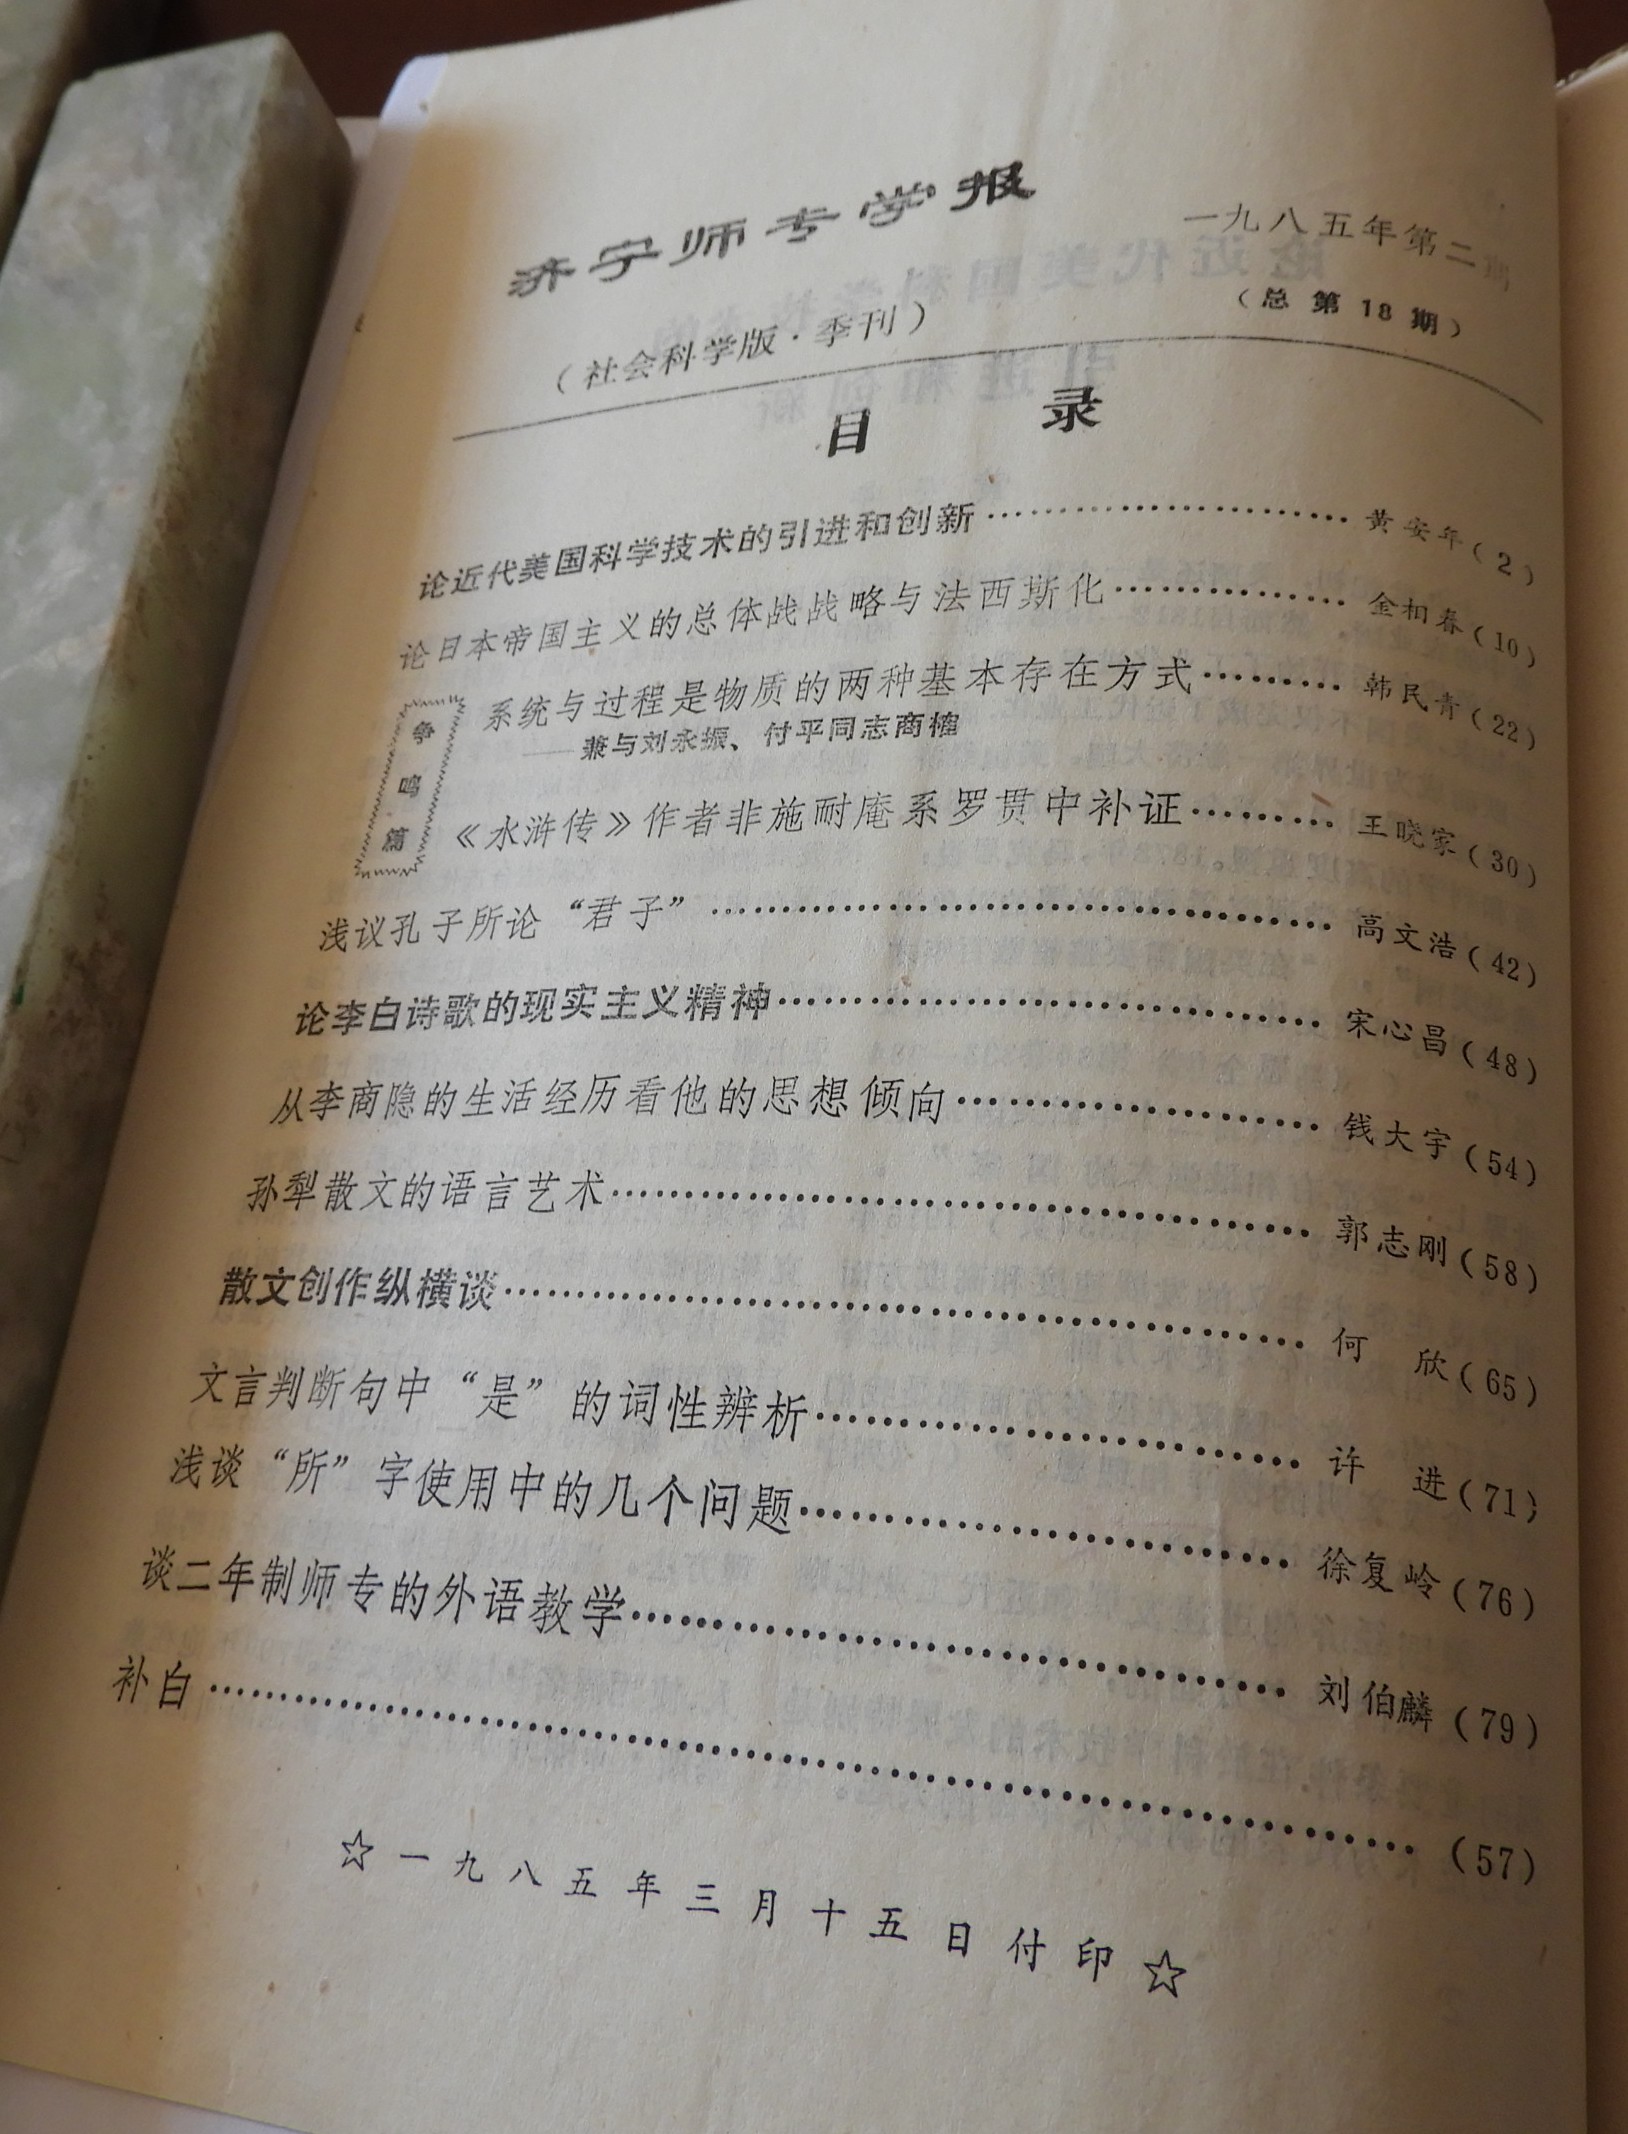 济宁师专学报
一九八五年第二期
（社会科学版·季刊）
（总第18期）
目 录
论近代美国科学技术的引进和创新……………………黄安年（2）
论日本帝国主义的总体战战略与法西斯化……………金相春（10）
争鸣篇
系统与过程是物质的两种基本存在方式………韩民青（22）
——兼与刘永振、付平同志商榷
《水浒传》作者非施耐庵系罗贯中补证………王晓家（30）
浅议孔子所论“君子”……………………………………高文浩（42）
论李白诗歌的现实主义精神………………………………宋心昌（48）
从李商隐的生活经历看他的思想倾向……………………钱大宇（54）
孙犁散文的语言艺术………………………………………郭志刚（58）
散文创作纵横谈……………………………………………何 欣（65）
文言判断句中“是”的词性辨析…………………………许 进（71）
浅谈“所”字使用中的几个问题…………………………徐复岭（76）
谈二年制师专的外语教学…………………………………刘伯麟（79）
补白…………………………………………………………（57）
☆一九八五年三月十五日付印☆